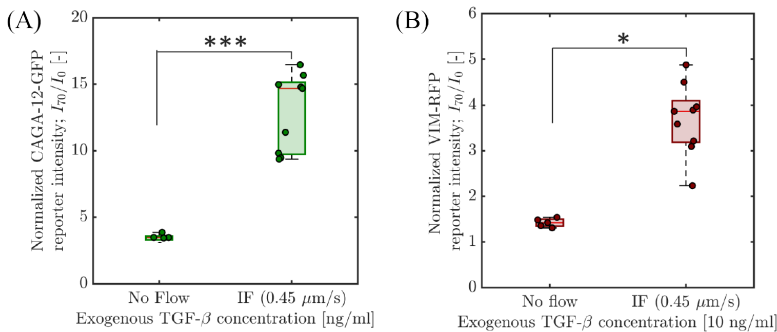 (A)
Normalized CAGA-12-GFP
reporter intensity; I₇₀/I₀ [-]
20
15
10
5
0
***
No Flow
IF (0.45 μm/s)
Exogenous TGF-β concentration [ng/ml]
(B)
Normalized VIM-RFP
reporter intensity; I₇₀/I₀ [-]
6
5
4
3
2
1
0
*
No flow
IF (0.45 μm/s)
Exogenous TGF-β concentration [10 ng/ml]